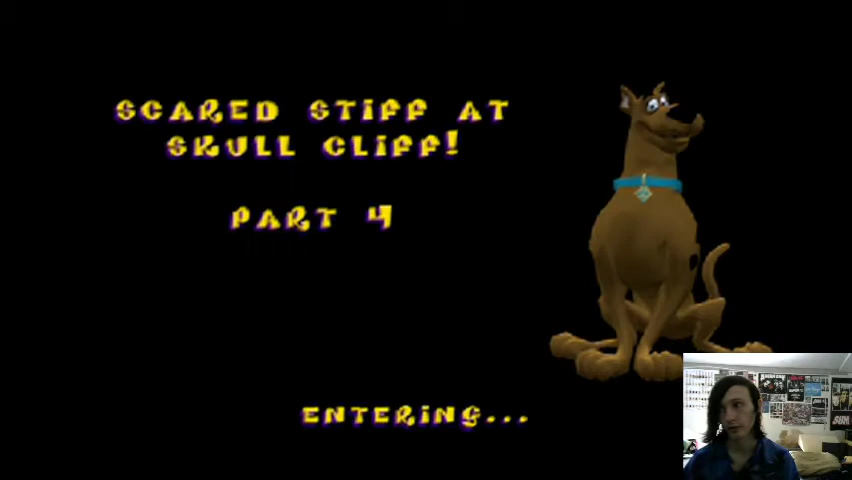 SCARED STIFF AT
SKULL CLIFF!
PART 4
ENTERING...